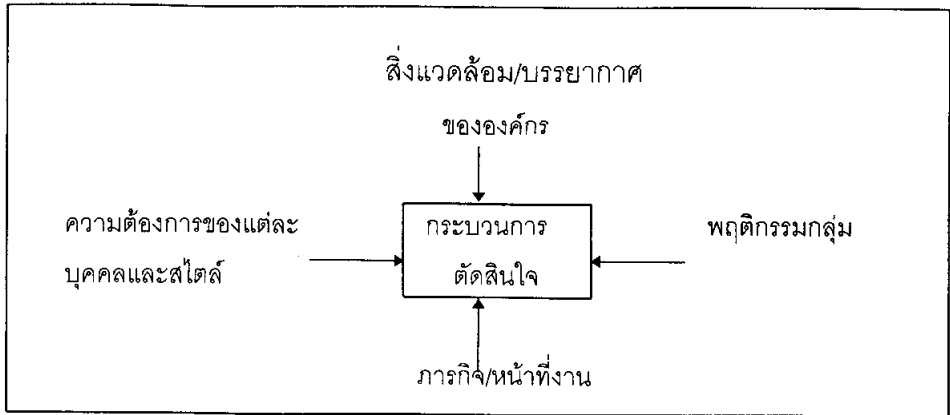 สิ่งแวดล้อม/บรรยากาศ
ขององค์กร
ความต้องการของแต่ละ
บุคคลและสไตล์
กระบวนการ
ตัดสินใจ
พฤติกรรมกลุ่ม
ภารกิจ/หน้าที่งาน